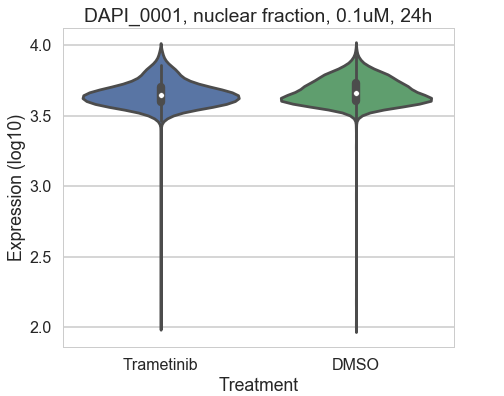 DAPI_0001, nuclear fraction, 0.1uM, 24h
4.0
3.5
3.0
2.5
2.0
Expression (log10)
Trametinib DMSO
Treatment